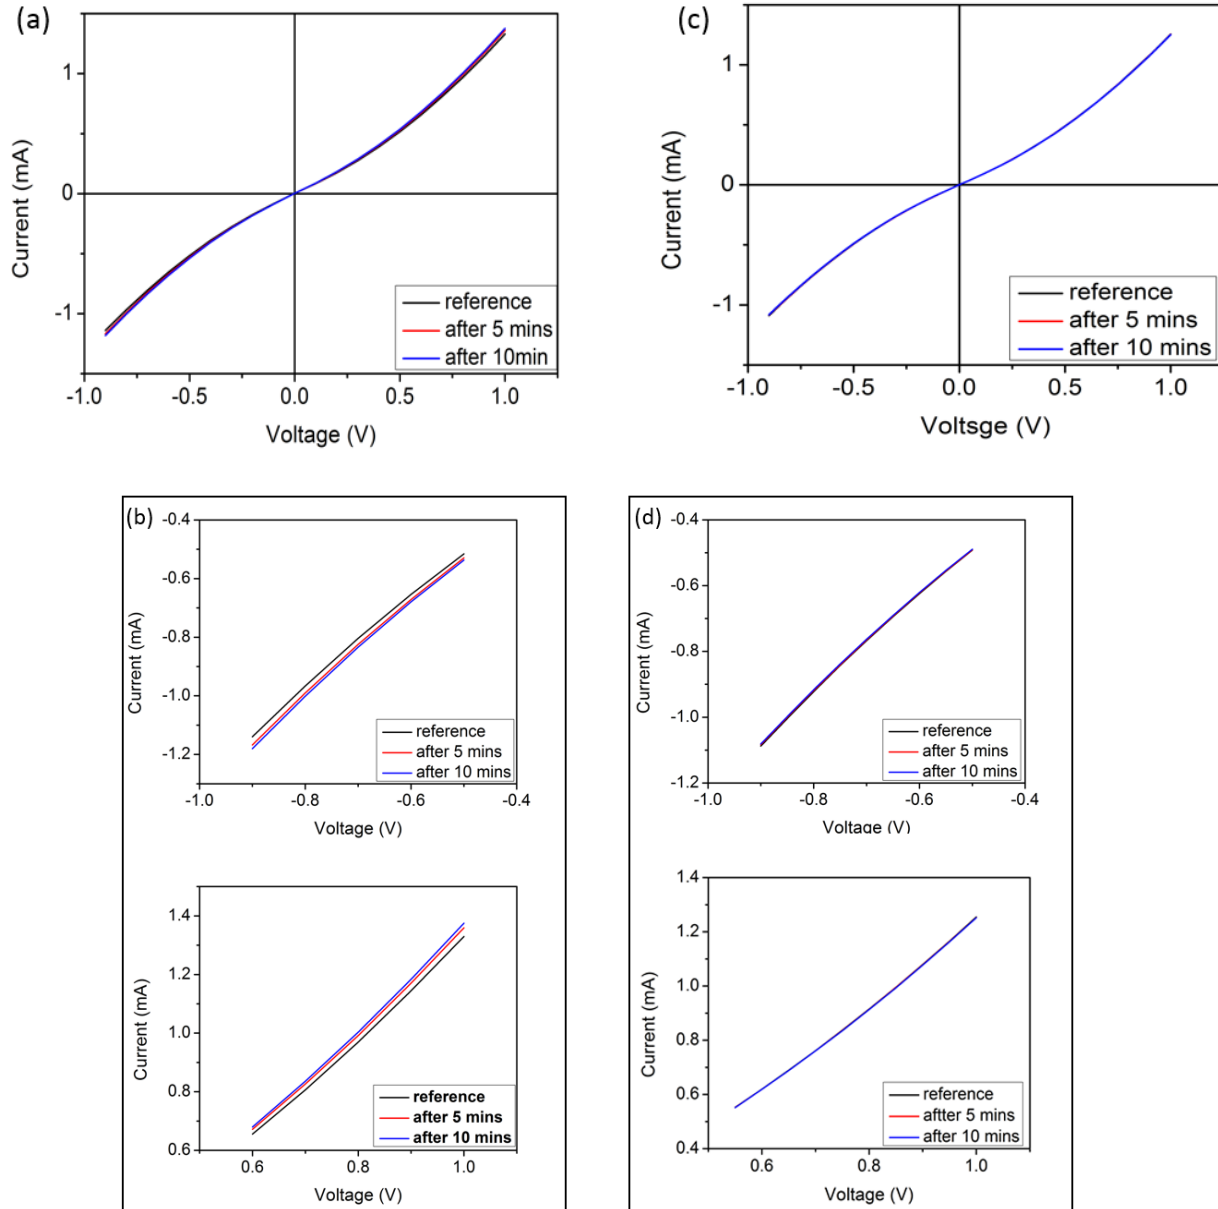 (a)
Current (mA)
1
0
-1
-1.0 -0.5 0.0 0.5 1.0
Voltage (V)
reference
after 5 mins
after 10min
(c)
Current (mA)
1
0
-1
-1.0 -0.5 0.0 0.5 1.0
Voltsge (V)
reference
after 5 mins
after 10 mins
(b)
Current (mA)
-0.4
-0.6
-0.8
-1.0
-1.2
-1.0 -0.8 -0.6 -0.4
Voltage (V)
reference
after 5 mins
after 10 mins
Current (mA)
1.4
1.2
1.0
0.8
0.6
0.6 0.8 1.0
Voltage (V)
reference
after 5 mins
after 10 mins
(d)
Current (mA)
-0.4
-0.6
-0.8
-1.0
-1.2
-1.0 -0.8 -0.6 -0.4
Voltage (V)
reference
after 5 mins
after 10 mins
Current (mA)
1.4
1.2
1.0
0.8
0.6
0.4
0.6 0.8 1.0
Voltage (V)
reference
aftter 5 mins
after 10 mins